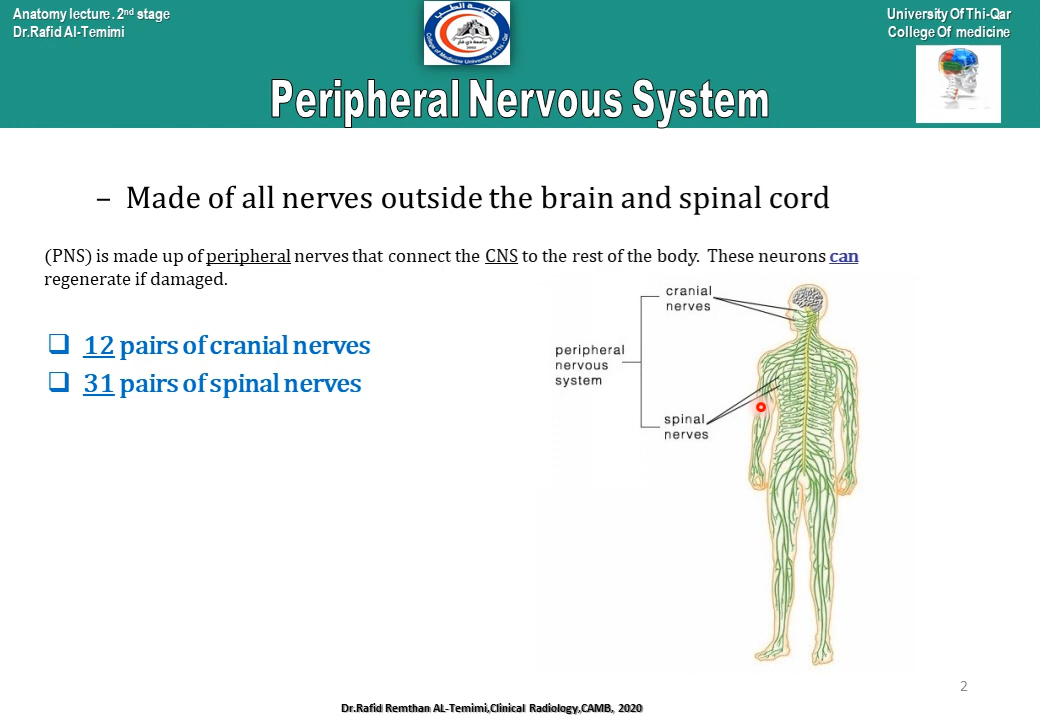 Anatomy lecture. 2nd stage
Dr.Rafid Al-Temimi
University Of Thi-Qar
College Of medicine
Peripheral Nervous System
– Made of all nerves outside the brain and spinal cord
(PNS) is made up of peripheral nerves that connect the CNS to the rest of the body. These neurons can
regenerate if damaged.
❑ 12 pairs of cranial nerves
❑ 31 pairs of spinal nerves
cranial
nerves
peripheral
nervous
system
spinal
nerves
2
Dr.Rafid Remthan AL-Temimi,Clinical Radiology,CAMB, 2020